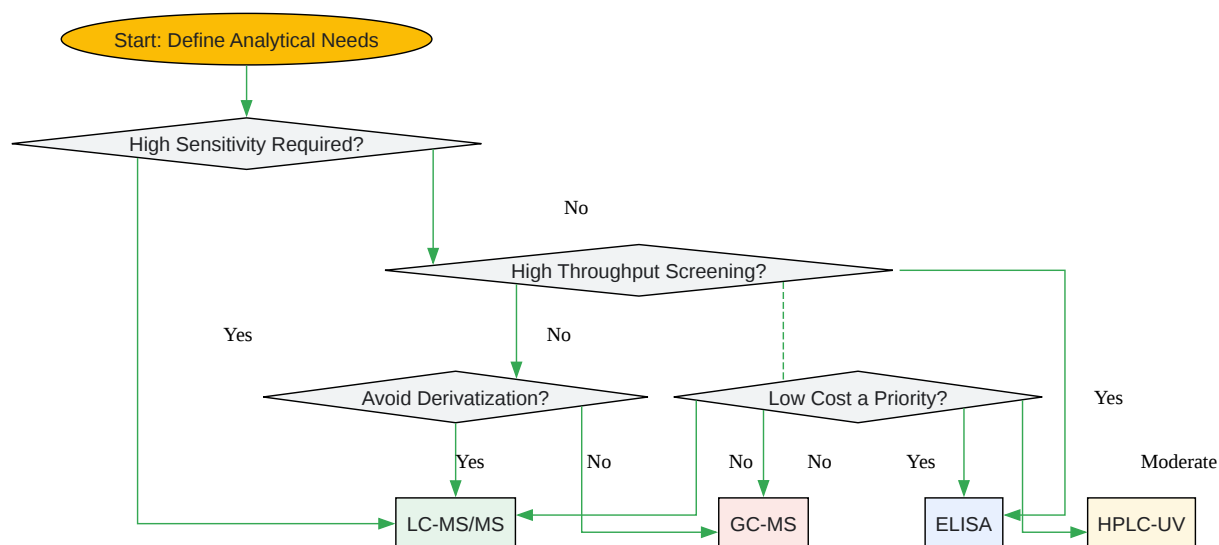 Start: Define Analytical Needs
High Sensitivity Required?
No
High Throughput Screening?
Yes
No
Avoid Derivatization?
Low Cost a Priority?
Yes
Yes
No
No
No
Yes
Moderate
LC-MS/MS
GC-MS
ELISA
HPLC-UV